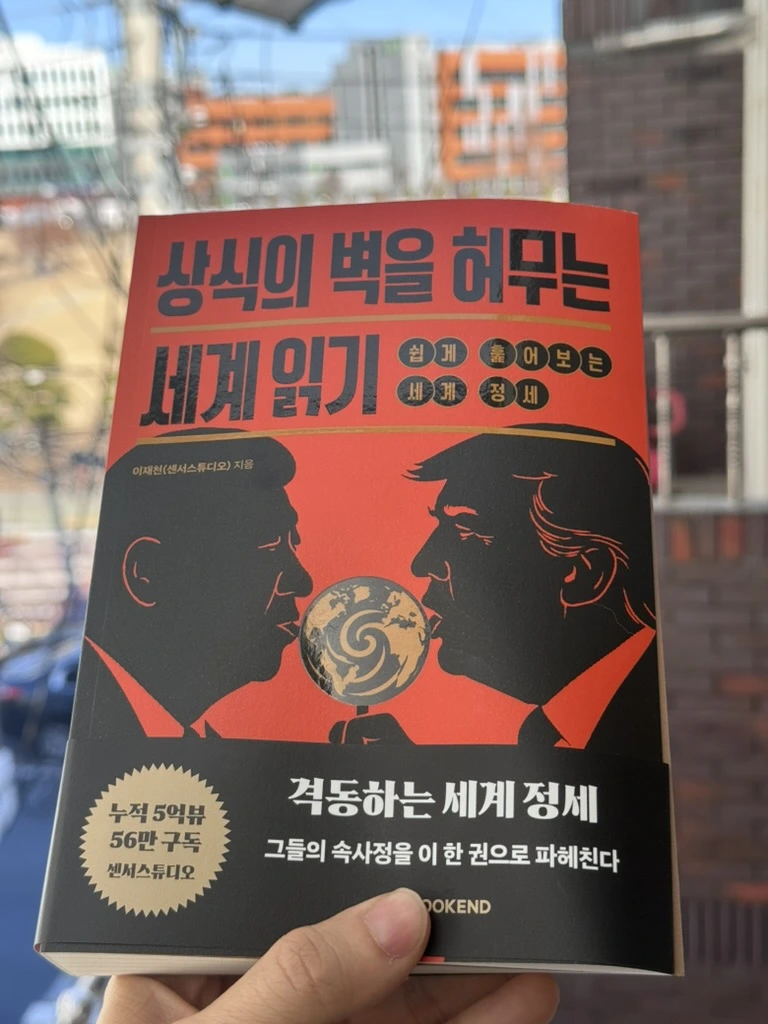 상식의 벽을 허무는
세계 읽기
쉽게 훑어보는
세계 정세
이재천(센서스튜디오) 지음
격동하는 세계 정세
그들의 속사정을 이 한 권으로 파헤친다
누적 5억뷰
56만 구독
센서스튜디오
OOKEND